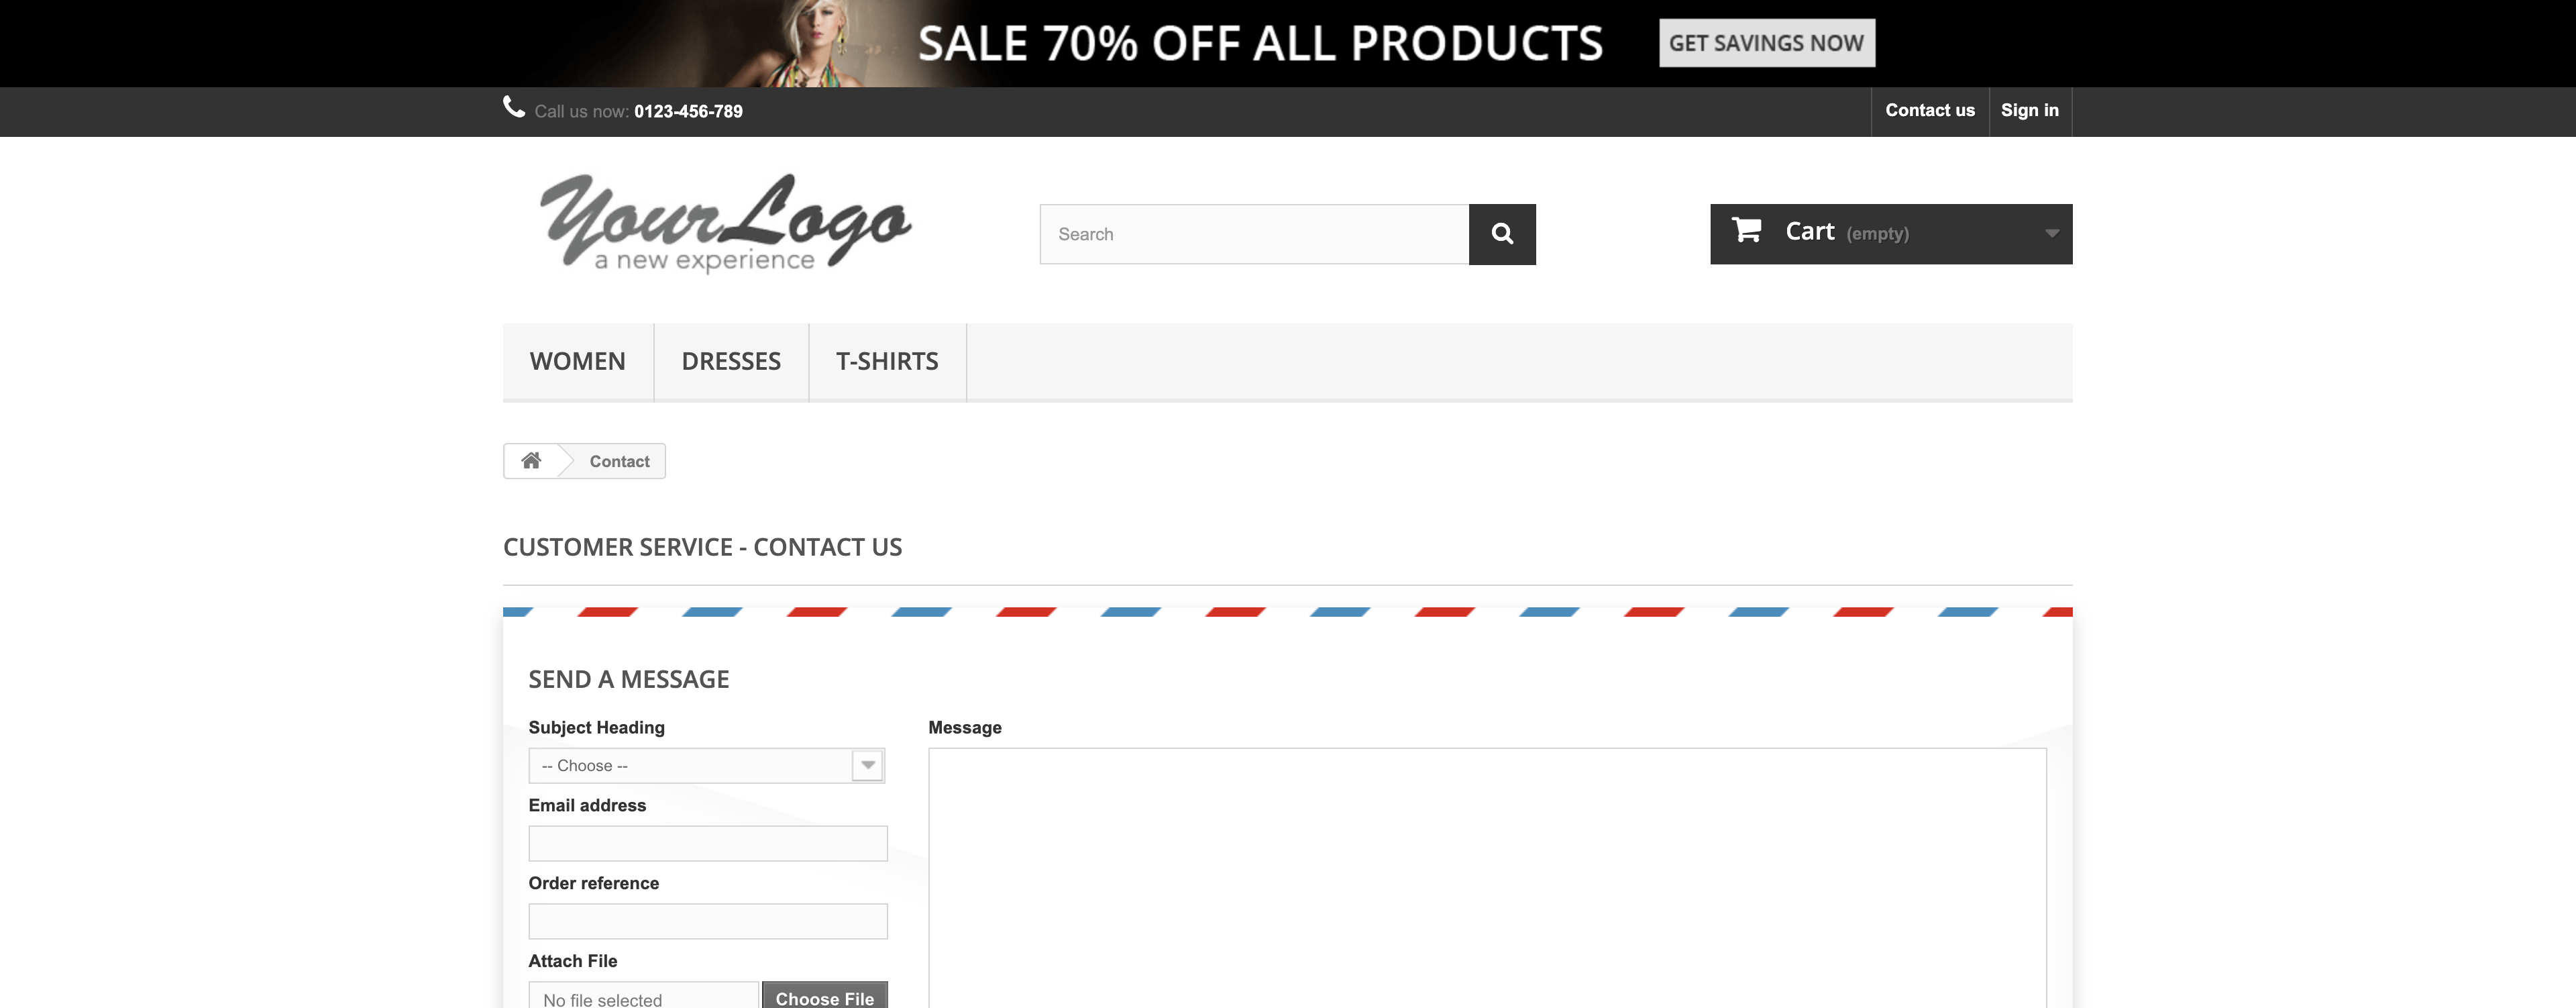 SALE 70% OFF ALL PRODUCTS GET SAVINGS NOW
Call us now: 0123-456-789 Contact us Sign in
YourLogo
a new experience
Search
Cart (empty)
WOMEN DRESSES T-SHIRTS
Contact
CUSTOMER SERVICE - CONTACT US
SEND A MESSAGE
Subject Heading
-- Choose --
Email address
Order reference
Attach File
No file selected Choose File
Message